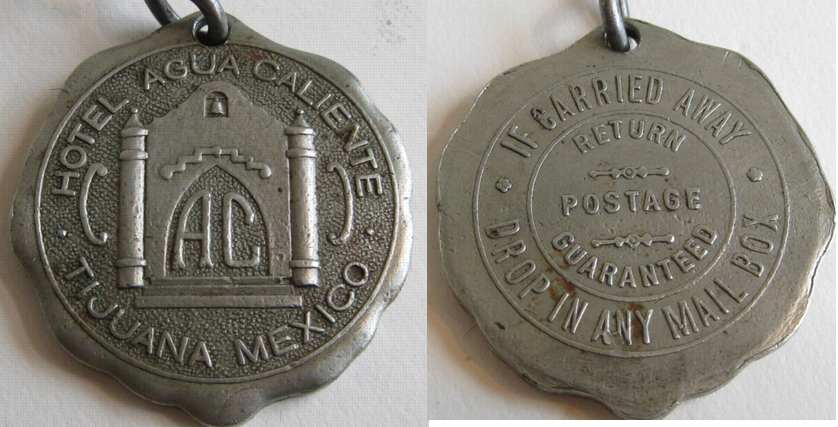 HOTEL AGUA CALIENTE
AC
TIJUANA MEXICO
IF CARRIED AWAY
RETURN
POSTAGE
GUARANTEED
DROP IN ANY MAIL BOX